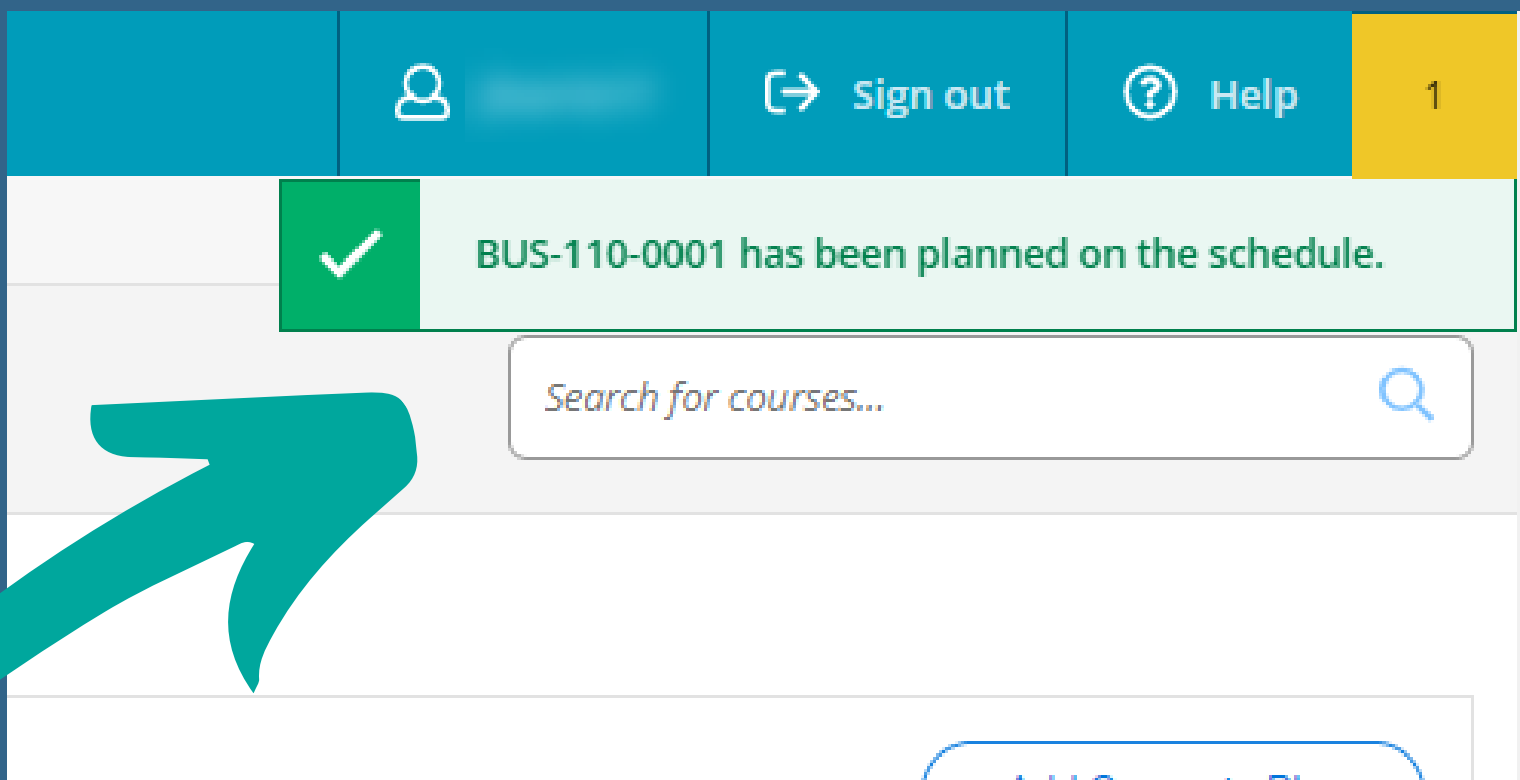 Sign out
Help
1
BUS-110-0001 has been planned on the schedule.
Search for courses...